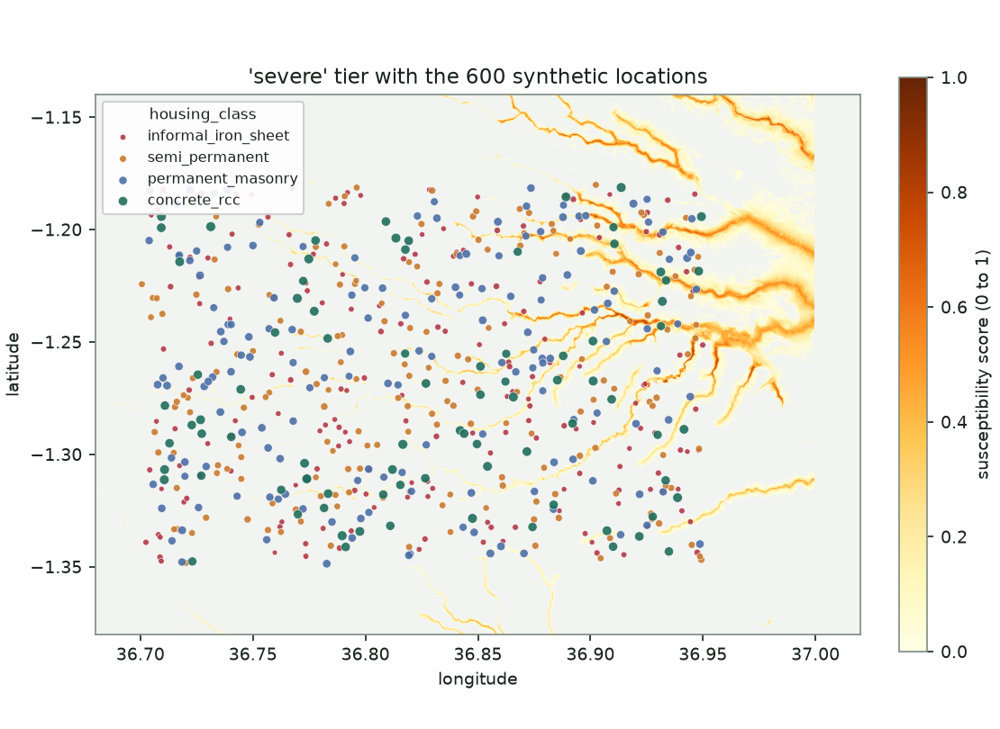 'severe' tier with the 600 synthetic locations
housing_class
informal_iron_sheet
semi_permanent
permanent_masonry
concrete_rcc
−1.15
−1.20
−1.25
−1.30
−1.35
latitude
36.70 36.75 36.80 36.85 36.90 36.95 37.00
longitude
1.0
0.8
0.6
0.4
0.2
0.0
susceptibility score (0 to 1)